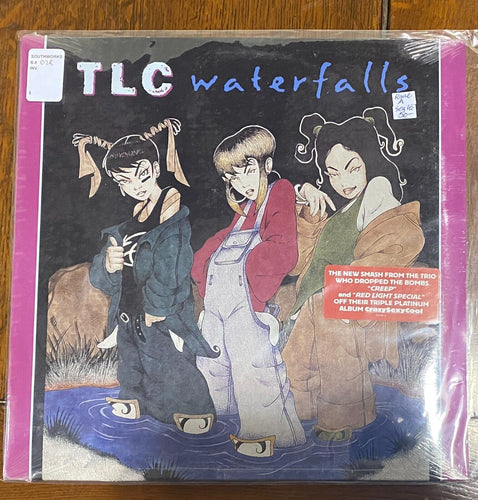 SOUTHWORKS
TLC waterfalls
THE NEW SMASH FROM THE TRIO
WHO DROPPED THE BOMBS
"CREEP"
and "RED LIGHT SPECIAL"
OFF THEIR TRIPLE PLATINUM
ALBUM CrazySexyCool